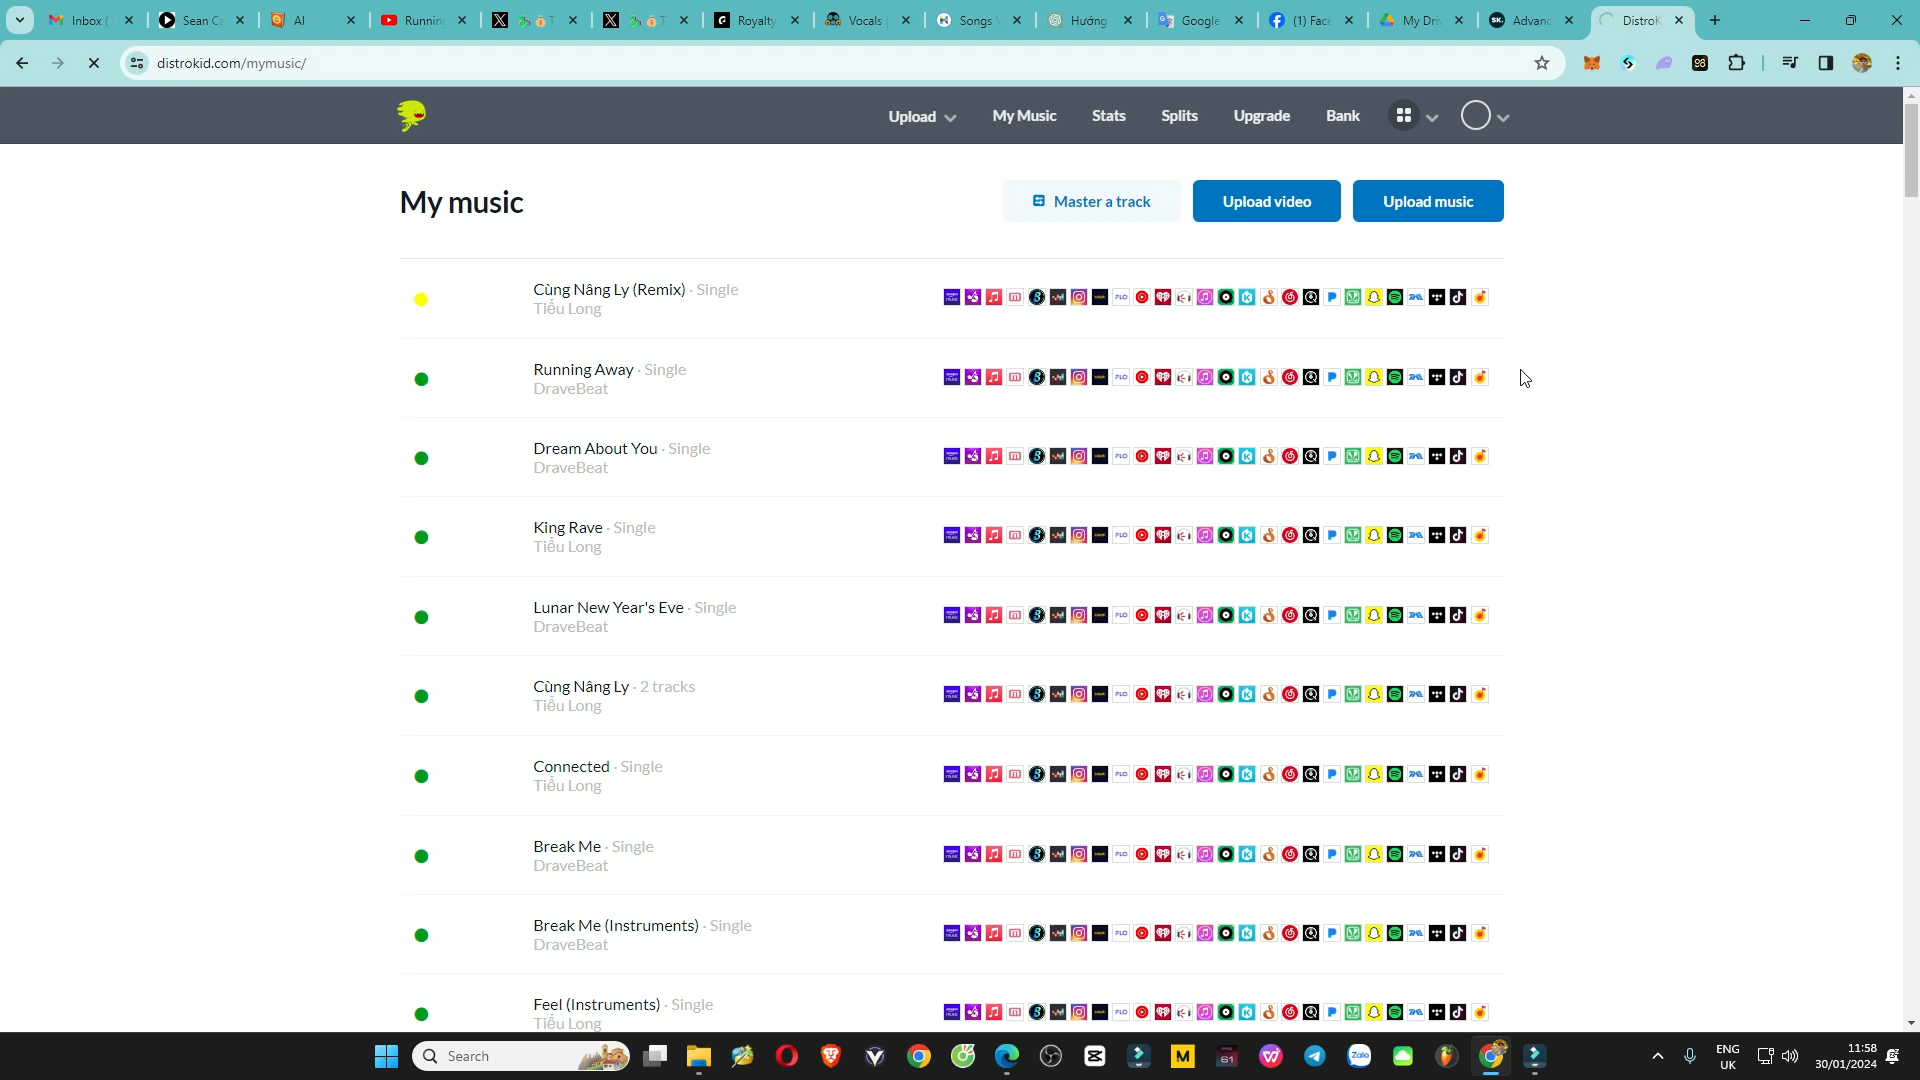 Inbox (
Sean Ca
AI
Runnin
T
T
Royalty
Vocals
Songs
Hướng
Google
(1) Face
My Dri
Advanc
DistroK
distrokid.com/mymusic/
Upload
My Music
Stats
Splits
Upgrade
Bank
My music
Master a track
Upload video
Upload music
Cùng Nâng Ly (Remix) · Single
Tiểu Long
Running Away · Single
DraveBeat
Dream About You · Single
DraveBeat
King Rave · Single
Tiểu Long
Lunar New Year's Eve · Single
DraveBeat
Cùng Nâng Ly · 2 tracks
Tiểu Long
Connected · Single
Tiểu Long
Break Me · Single
DraveBeat
Break Me (Instruments) · Single
DraveBeat
Feel (Instruments) · Single
Tiểu Long
Search
Zalo
ENG
UK
11:58
30/01/2024